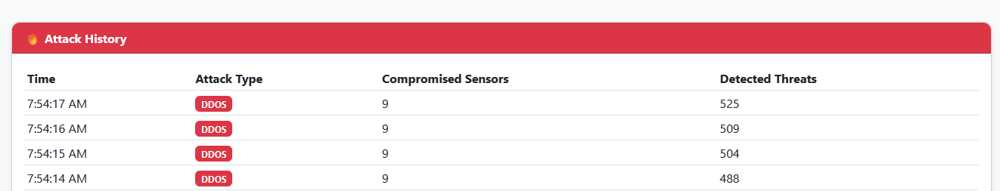 🔥 Attack History
Time Attack Type Compromised Sensors Detected Threats
7:54:17 AM DDOS 9 525
7:54:16 AM DDOS 9 509
7:54:15 AM DDOS 9 504
7:54:14 AM DDOS 9 488